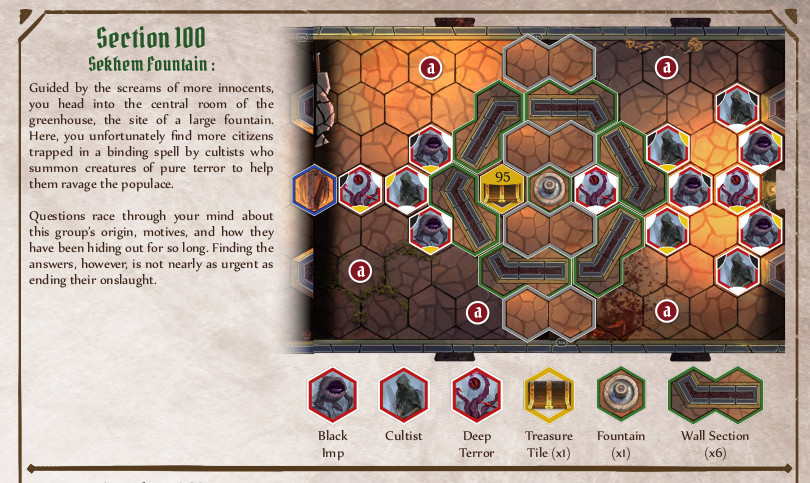 Section 100
Sekhem Fountain :
Guided by the screams of more innocents,
you head into the central room of the
greenhouse, the site of a large fountain.
Here, you unfortunately find more citizens
trapped in a binding spell by cultists who
summon creatures of pure terror to help
them ravage the populace.
Questions race through your mind about
this group's origin, motives, and how they
have been hiding out for so long. Finding the
answers, however, is not nearly as urgent as
ending their onslaught.
a
a
95
a
a
a
Black
Imp
Cultist
Deep
Terror
Treasure
Tile (x1)
Fountain
(x1)
Wall Section
(x6)